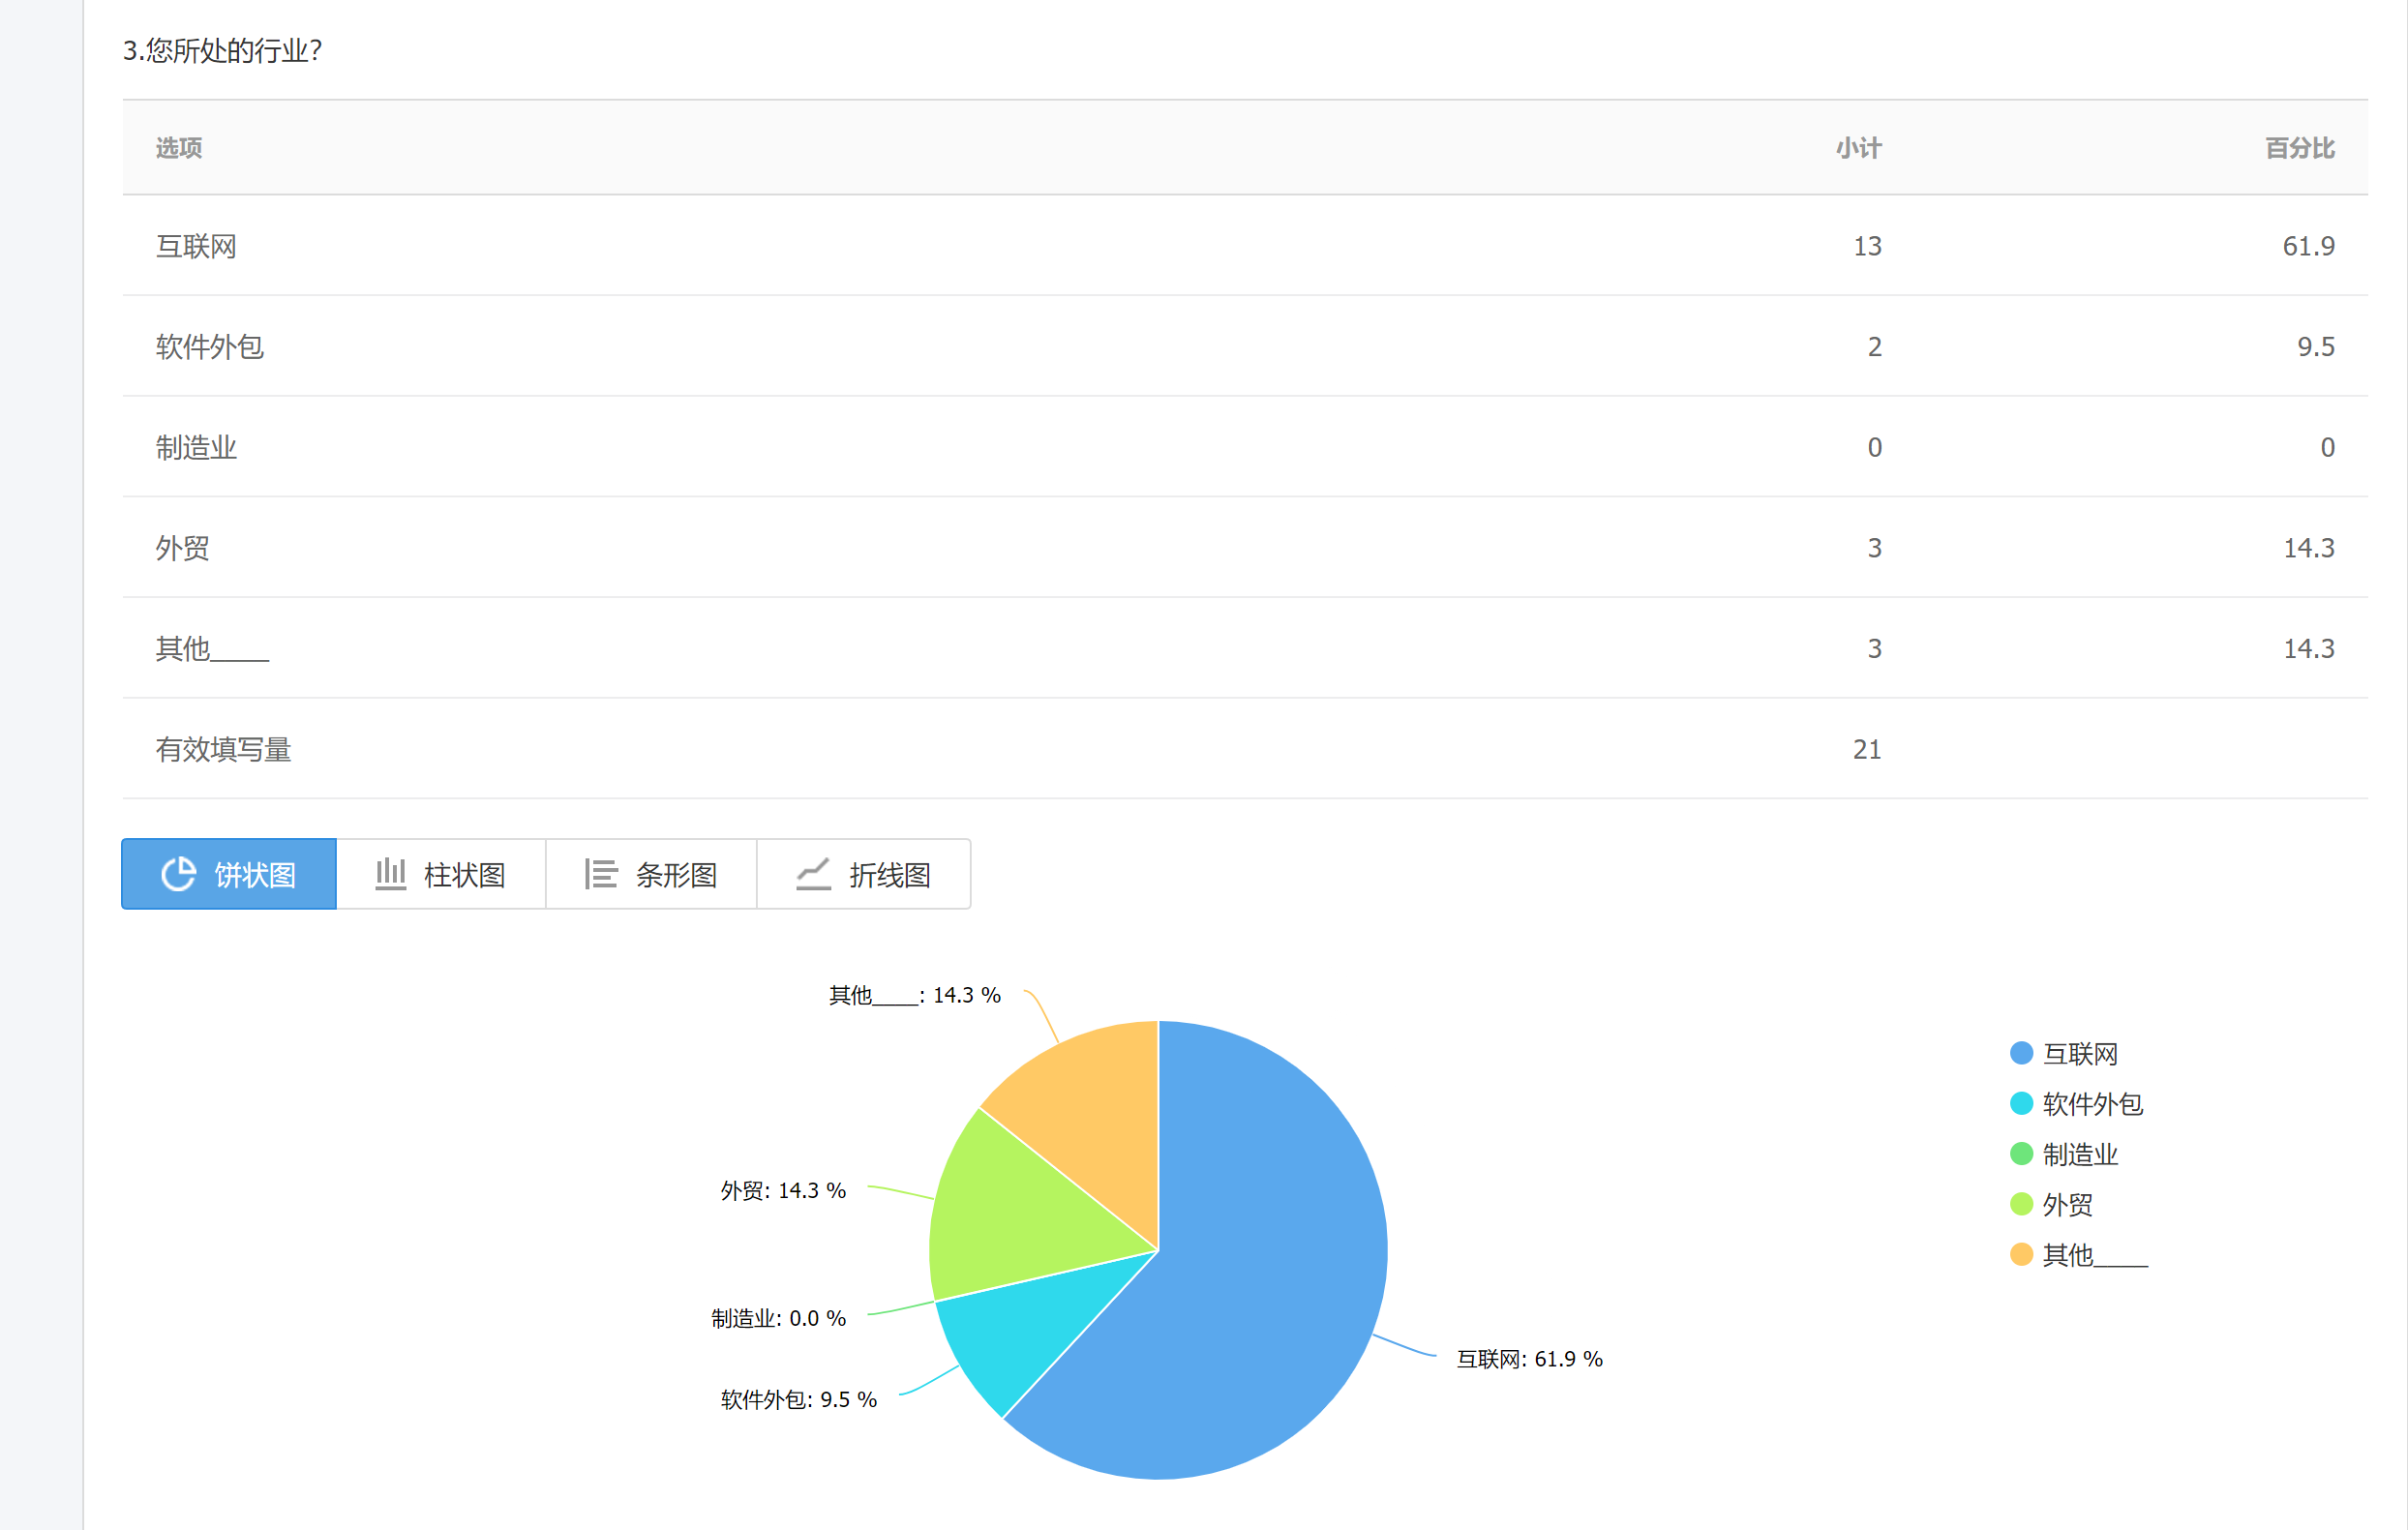 3.您所处的行业？
选项 小计 百分比
互联网 13 61.9
软件外包 2 9.5
制造业 0 0
外贸 3 14.3
其他____ 3 14.3
有效填写量 21
饼状图 柱状图 条形图 折线图
其他____: 14.3 %
外贸: 14.3 %
制造业: 0.0 %
软件外包: 9.5 %
互联网: 61.9 %
互联网
软件外包
制造业
外贸
其他____